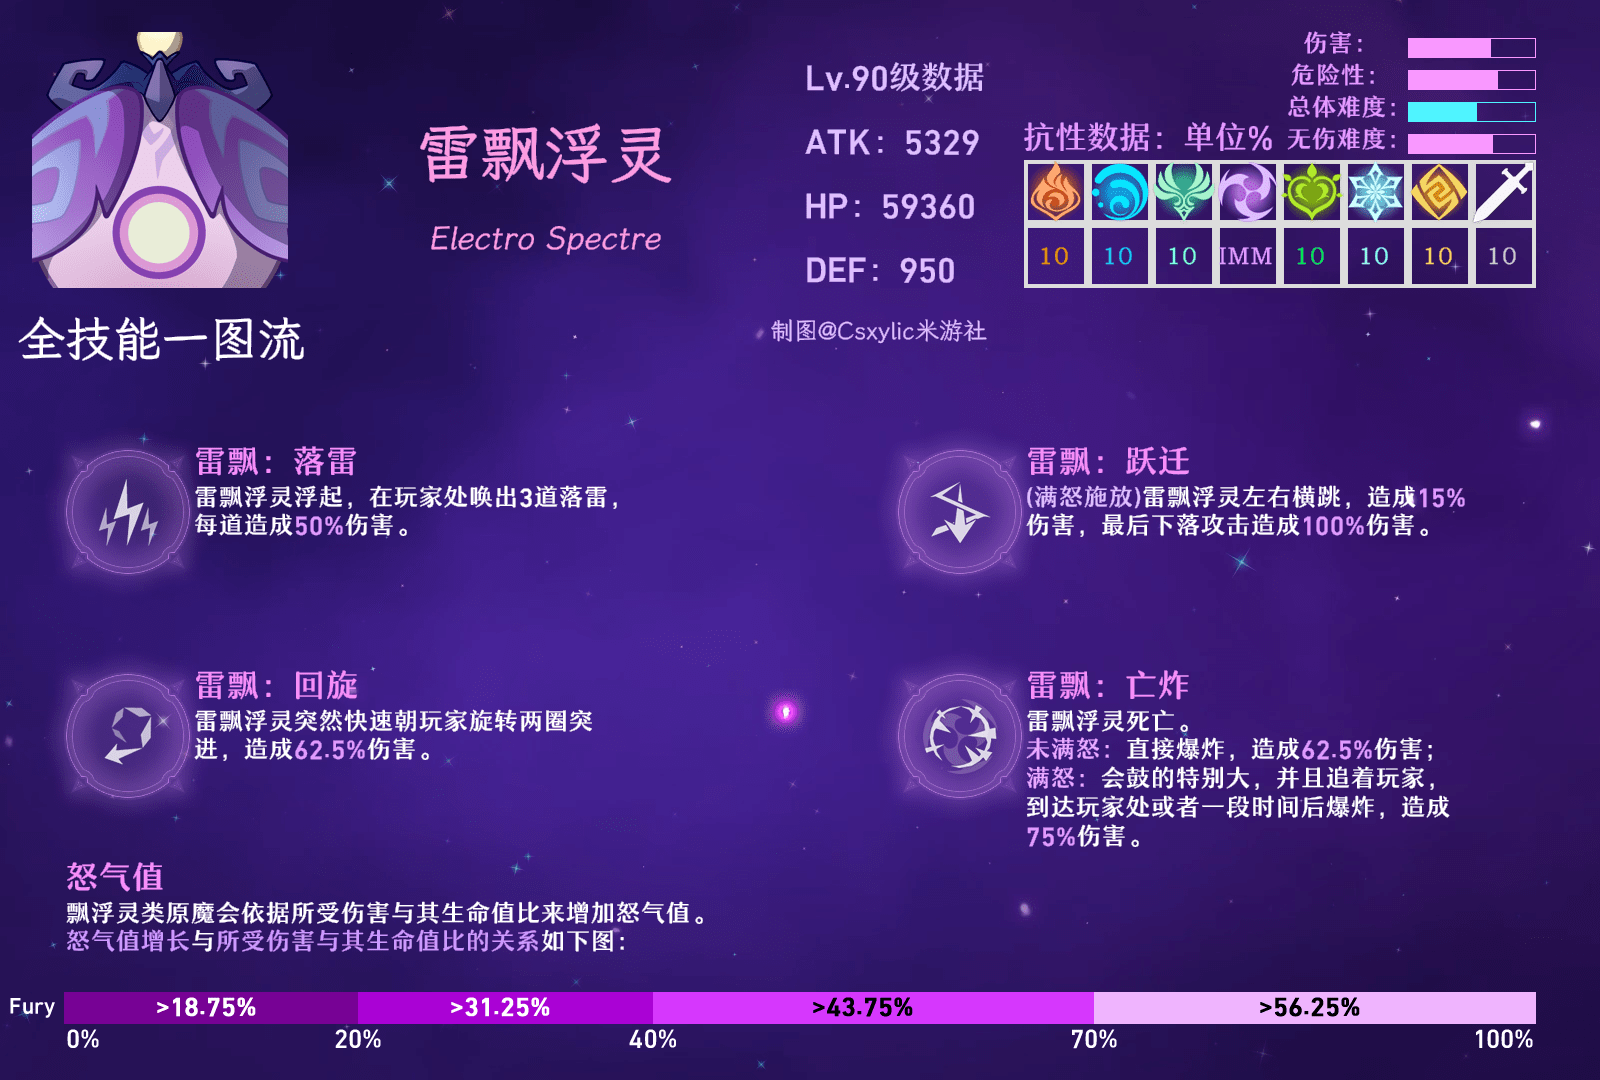 雷飘浮灵
Electro Spectre
全技能一图流
Lv.90级数据
ATK：5329
HP：59360
DEF：950
制图@Csxylic米游社
伤害：
危险性：
总体难度：
无伤难度：
抗性数据：单位%
10 10 10 IMM 10 10 10 10
雷飘：落雷
雷飘浮灵浮起，在玩家处唤出3道落雷，
每道造成50%伤害。
雷飘：跃迁
(满怒施放)雷飘浮灵左右横跳，造成15%
伤害，最后下落攻击造成100%伤害。
雷飘：回旋
雷飘浮灵突然快速朝玩家旋转两圈突
进，造成62.5%伤害。
雷飘：亡炸
雷飘浮灵死亡。
未满怒：直接爆炸，造成62.5%伤害；
满怒：会鼓的特别大，并且追着玩家，
到达玩家处或者一段时间后爆炸，造成
75%伤害。
怒气值
飘浮灵类原魔会依据所受伤害与其生命值比来增加怒气值。
怒气值增长与所受伤害与其生命值比的关系如下图：
Fury >18.75% >31.25% >43.75% >56.25%
0% 20% 40% 70% 100%